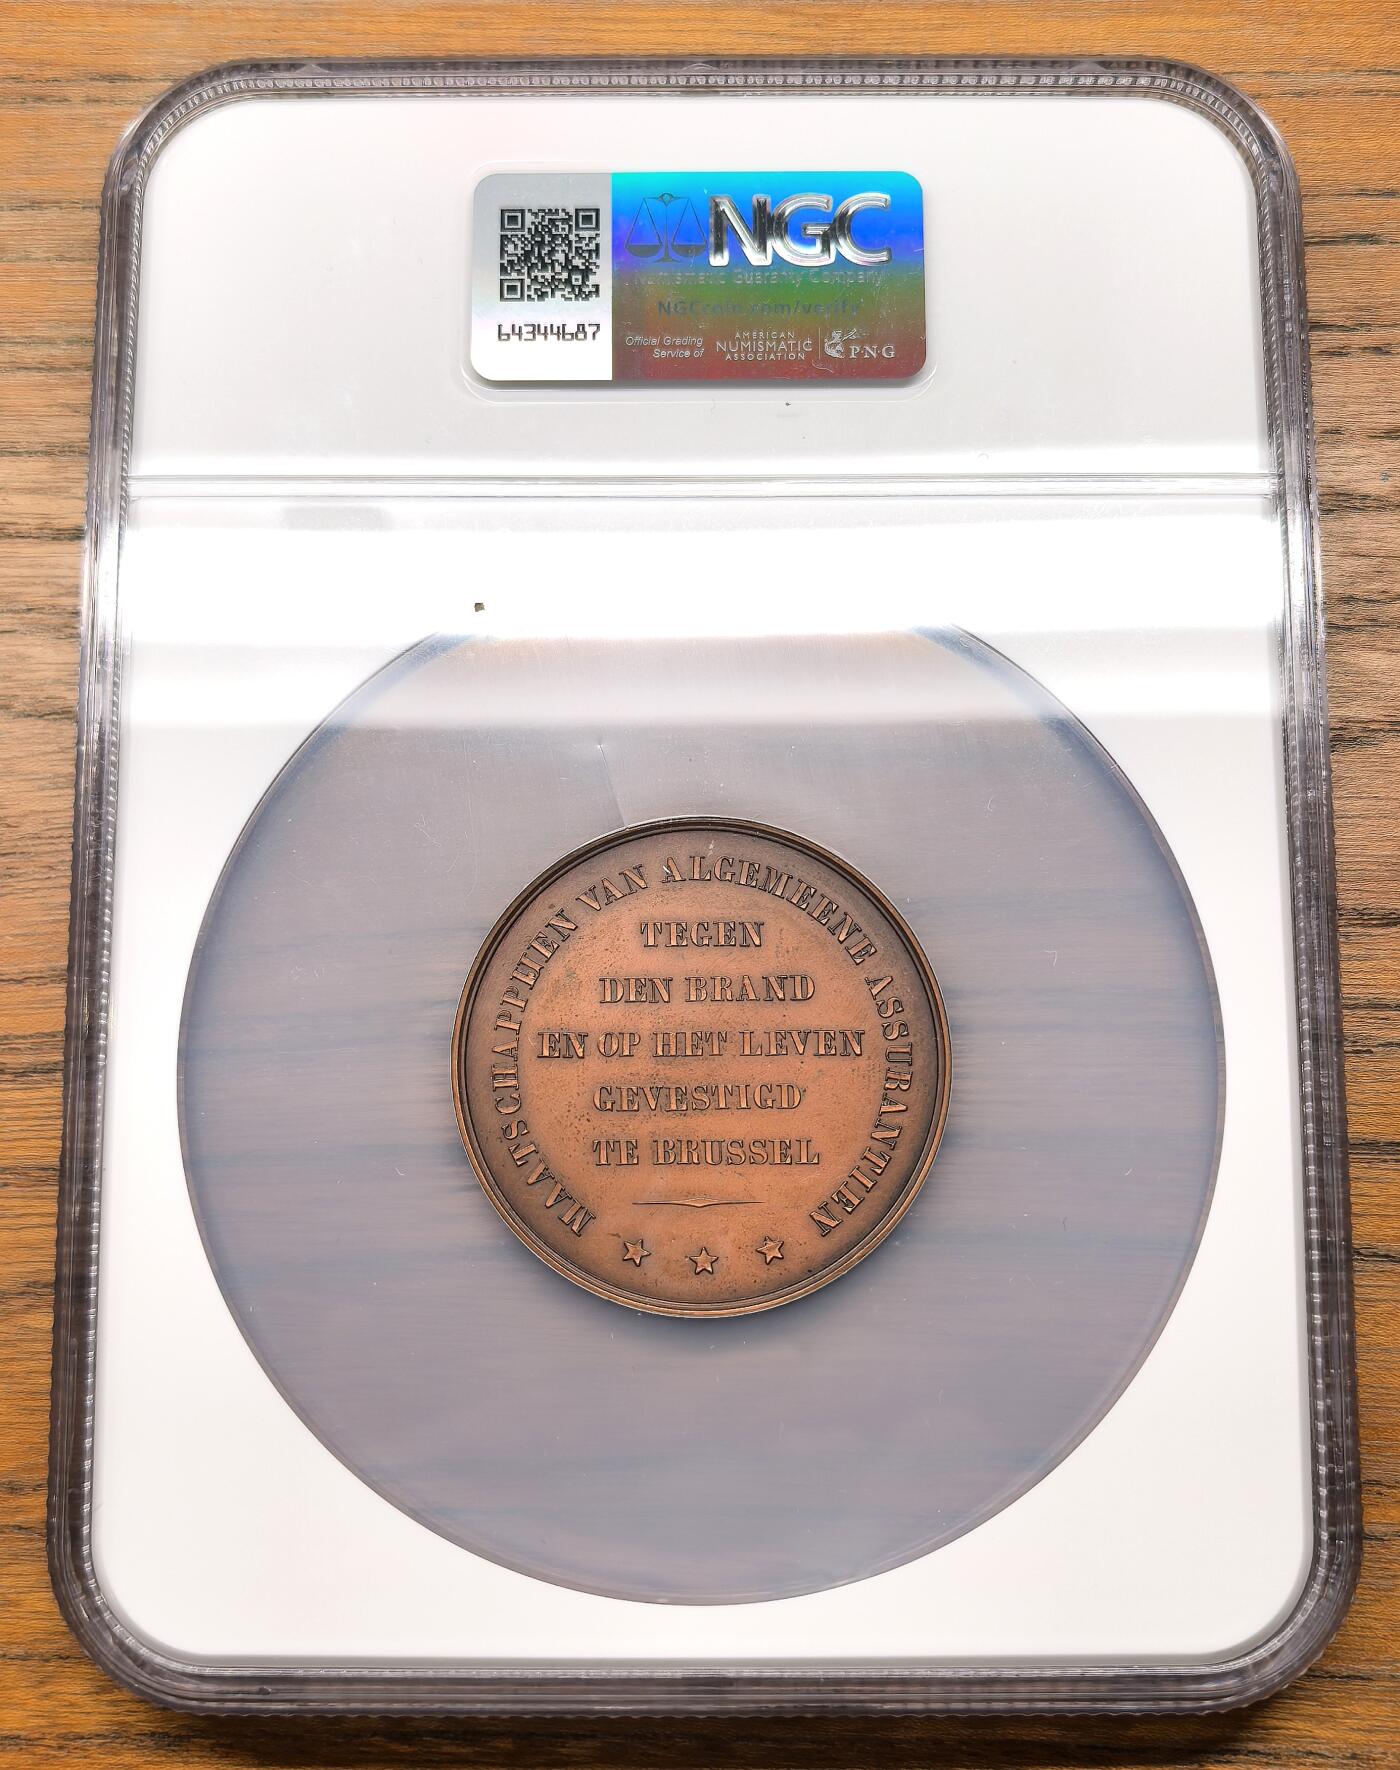 NGC
Numismatic Guaranty Company
NGCcoin.com/verify
64344687
Official Grading
Service of
AMERICAN
NUMISMATIC
ASSOCIATION
PNG
MAATSCHAPPIJEN VAN ALGEMEENE ASSURANTIEN
TEGEN
DEN BRAND
EN OP HET LEVEN
GEVESTIGD
TE BRUSSEL